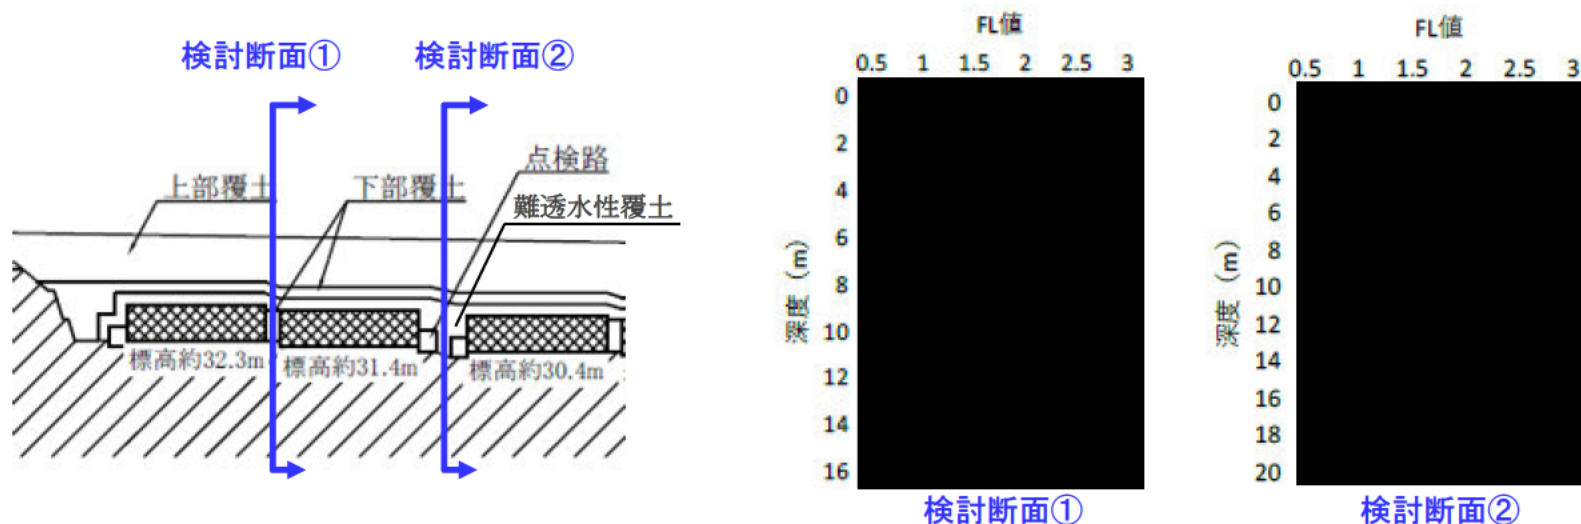 検討断面①
検討断面②
上部覆土
下部覆土
点検路
難透水性覆土
標高約32.3m
標高約31.4m
標高約30.4m
FL値
0.5 1 1.5 2 2.5 3
0
2
4
6
8
10
12
14
16
深度(m)
検討断面①
FL値
0.5 1 1.5 2 2.5 3
0
2
4
6
8
10
12
14
16
18
20
深度(m)
検討断面②